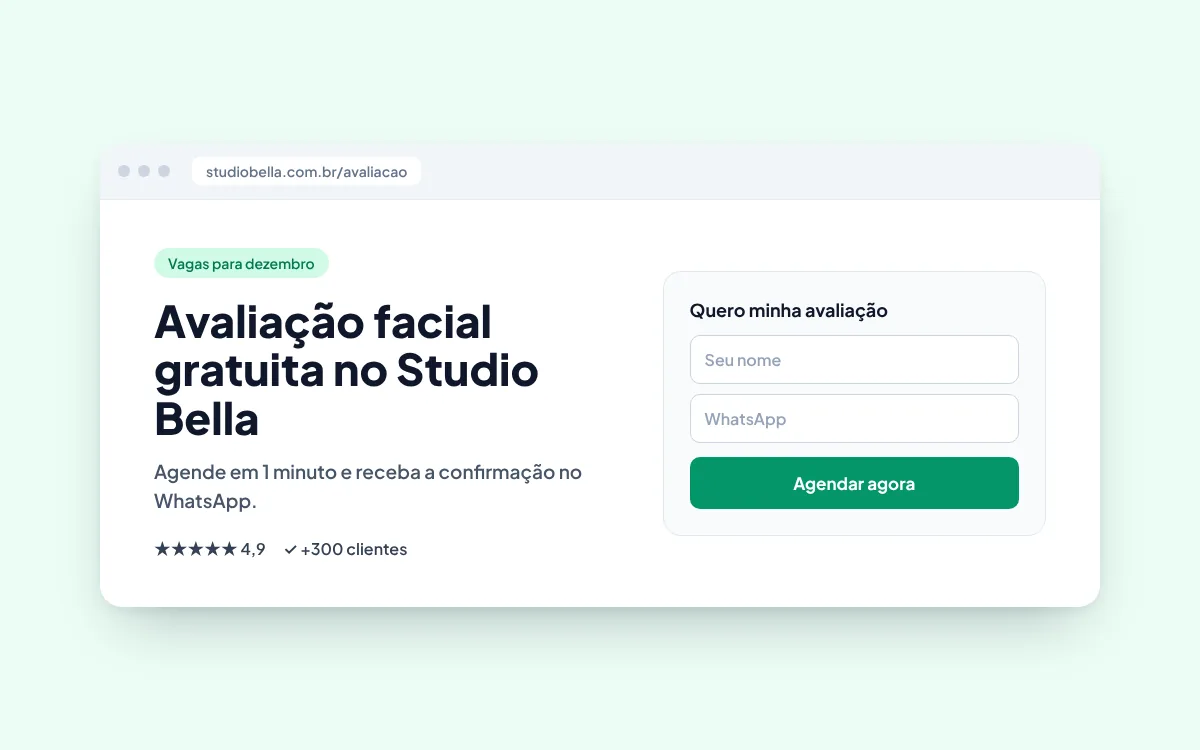 studiobella.com.br/avaliacao
Vagas para dezembro
Avaliação facial
gratuita no Studio
Bella
Agende em 1 minuto e receba a confirmação no
WhatsApp.
★★★★★ 4,9 ✓ +300 clientes
Quero minha avaliação
Seu nome
WhatsApp
Agendar agora